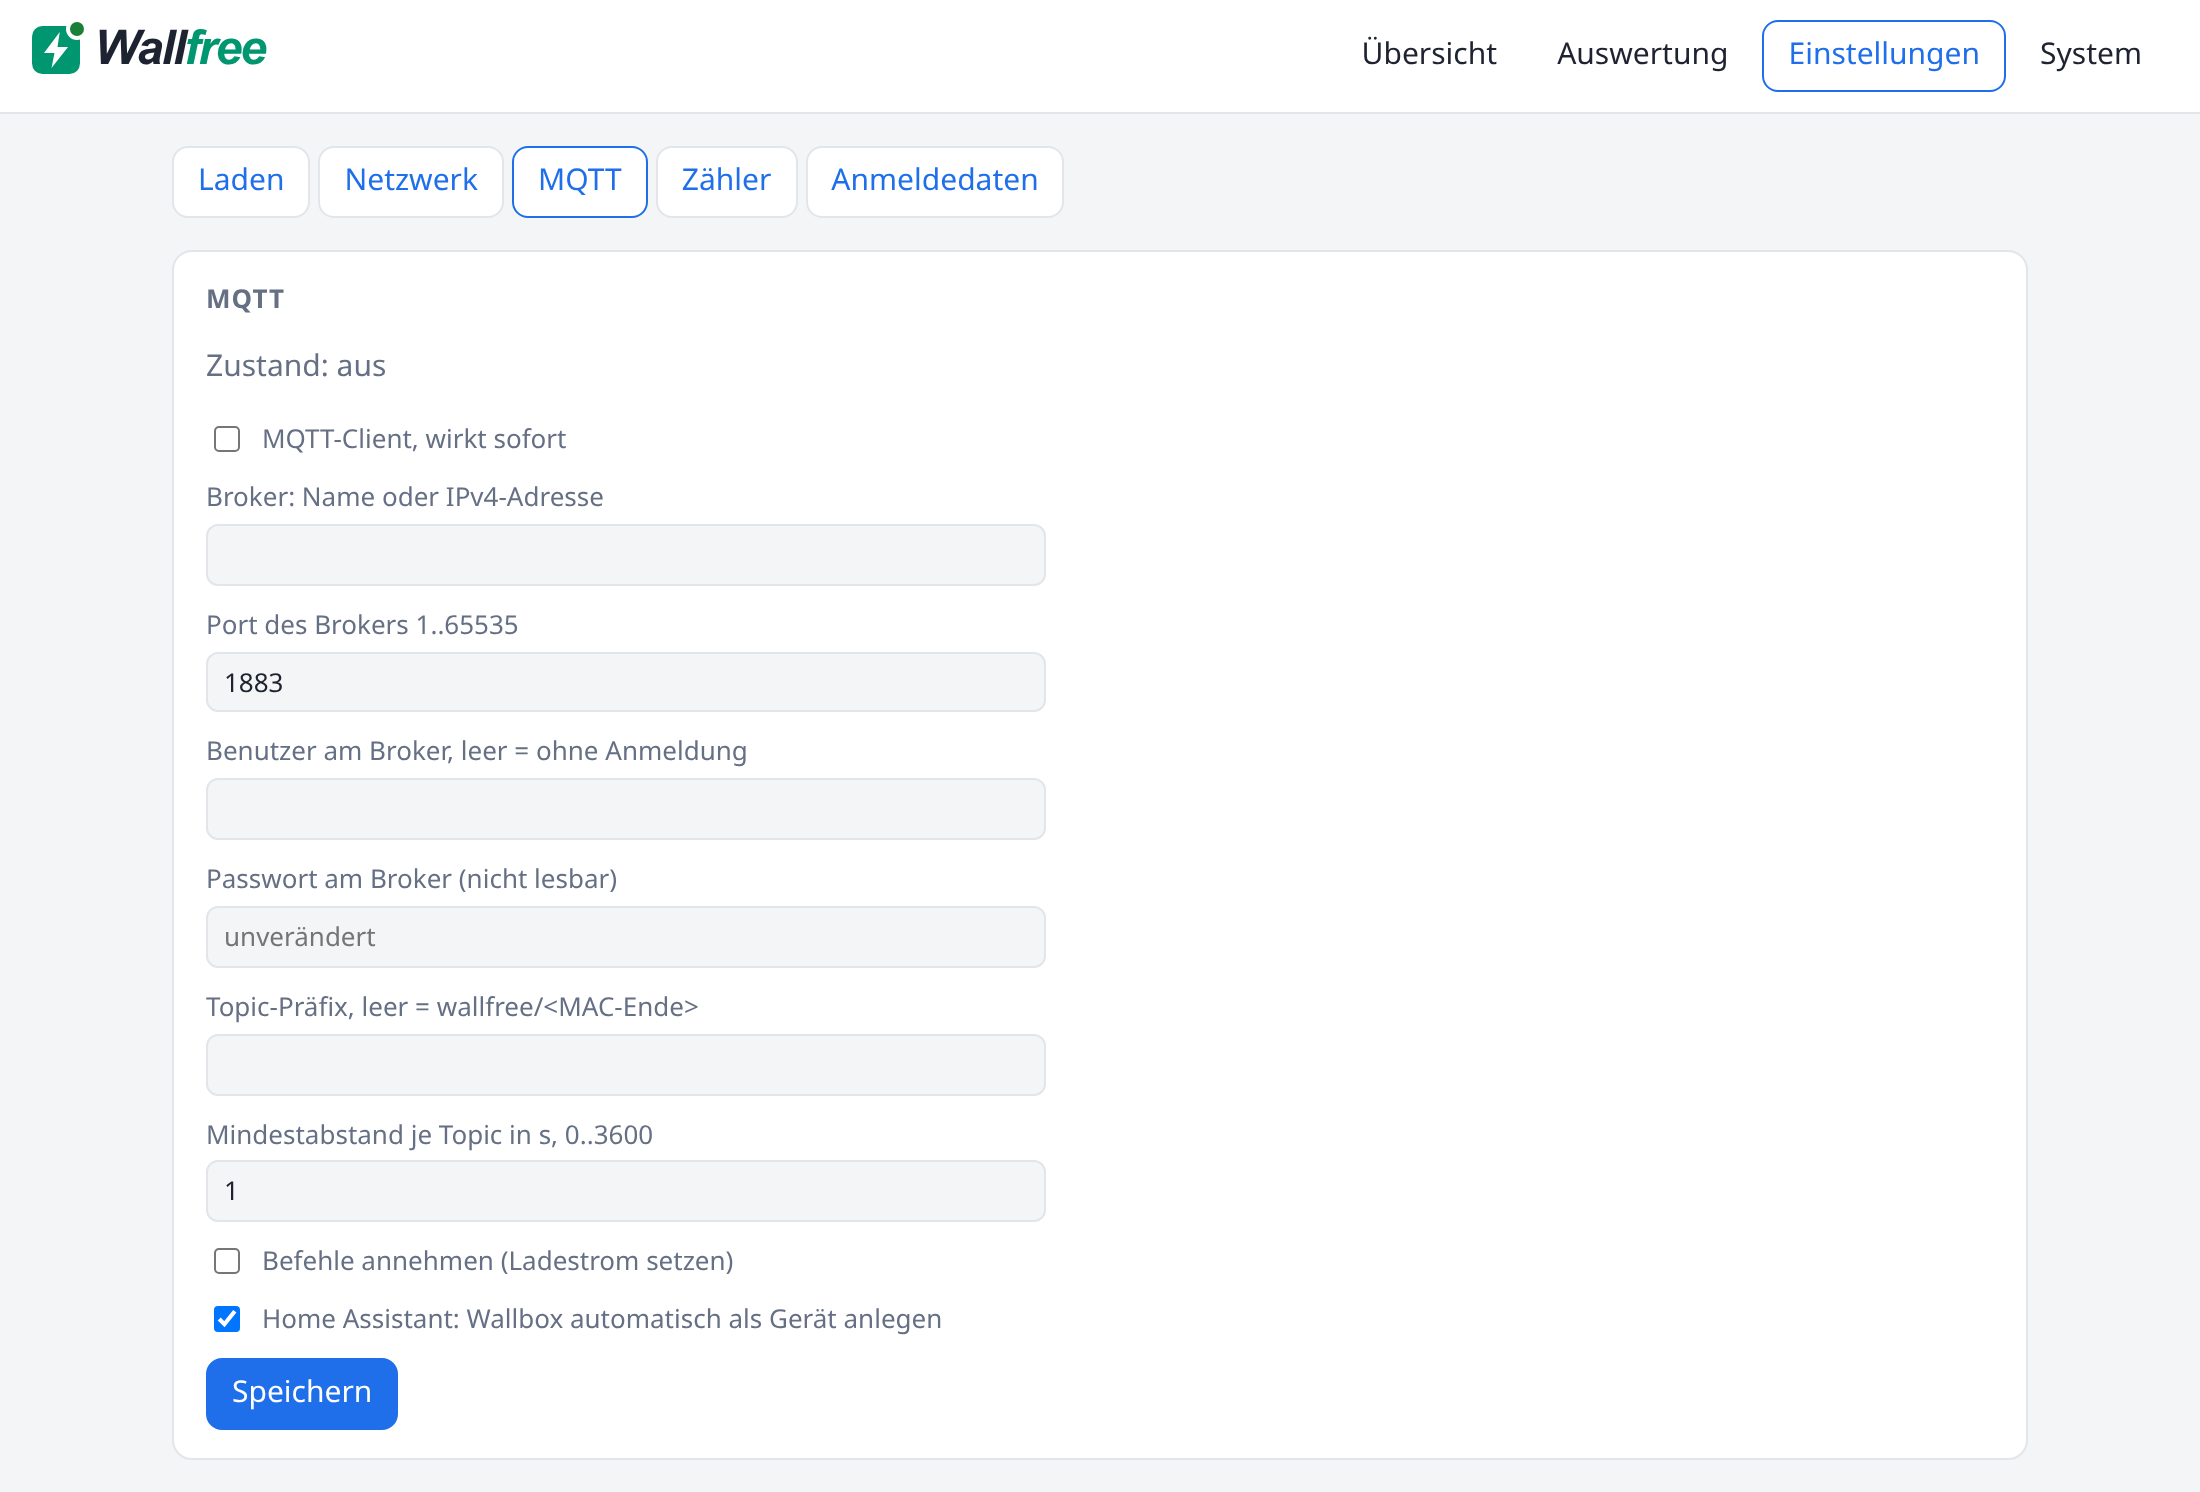 Wallfree
Übersicht Auswertung Einstellungen System
Laden Netzwerk MQTT Zähler Anmeldedaten
MQTT
Zustand: aus
MQTT-Client, wirkt sofort
Broker: Name oder IPv4-Adresse
Port des Brokers 1..65535
1883
Benutzer am Broker, leer = ohne Anmeldung
Passwort am Broker (nicht lesbar)
unverändert
Topic-Präfix, leer = wallfree/<MAC-Ende>
Mindestabstand je Topic in s, 0..3600
1
Befehle annehmen (Ladestrom setzen)
Home Assistant: Wallbox automatisch als Gerät anlegen
Speichern